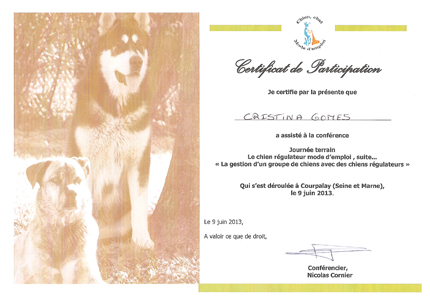 Chien, chat
Mode d'emploi
Certificat de Participation
Je certifie par la présente que
CRISTINA GOMES
a assisté à la conférence
Journée terrain
Le chien régulateur mode d'emploi , suite...
« La gestion d'un groupe de chiens avec des chiens régulateurs »
Qui s'est déroulée à Courpalay (Seine et Marne),
le 9 juin 2013.
Le 9 juin 2013,
A valoir ce que de droit,
Conférencier,
Nicolas Cornier